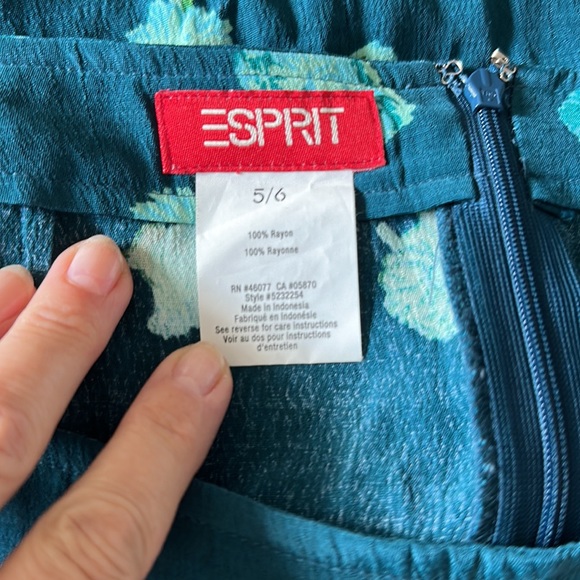 ESPRIT
5/6
100% Rayon
100% Rayonne
RN #46077 CA #05870
Style #5232254
Made in Indonesia
Fabriqué en Indonésie
See reverse for care instructions
Voir au dos pour instructions
d'entretien